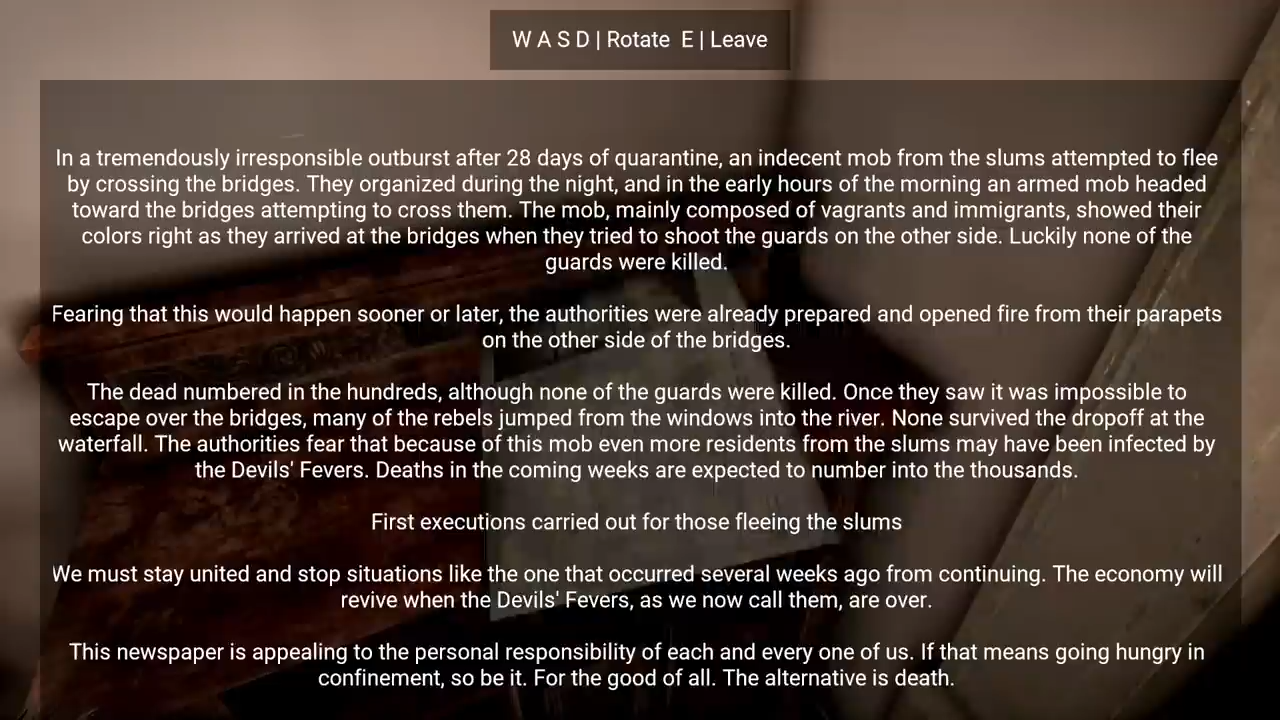 W A S D | Rotate E | Leave
In a tremendously irresponsible outburst after 28 days of quarantine, an indecent mob from the slums attempted to flee
by crossing the bridges. They organized during the night, and in the early hours of the morning an armed mob headed
toward the bridges attempting to cross them. The mob, mainly composed of vagrants and immigrants, showed their
colors right as they arrived at the bridges when they tried to shoot the guards on the other side. Luckily none of the
guards were killed.
Fearing that this would happen sooner or later, the authorities were already prepared and opened fire from their parapets
on the other side of the bridges.
The dead numbered in the hundreds, although none of the guards were killed. Once they saw it was impossible to
escape over the bridges, many of the rebels jumped from the windows into the river. None survived the dropoff at the
waterfall. The authorities fear that because of this mob even more residents from the slums may have been infected by
the Devils' Fevers. Deaths in the coming weeks are expected to number into the thousands.
First executions carried out for those fleeing the slums
We must stay united and stop situations like the one that occurred several weeks ago from continuing. The economy will
revive when the Devils' Fevers, as we now call them, are over.
This newspaper is appealing to the personal responsibility of each and every one of us. If that means going hungry in
confinement, so be it. For the good of all. The alternative is death.